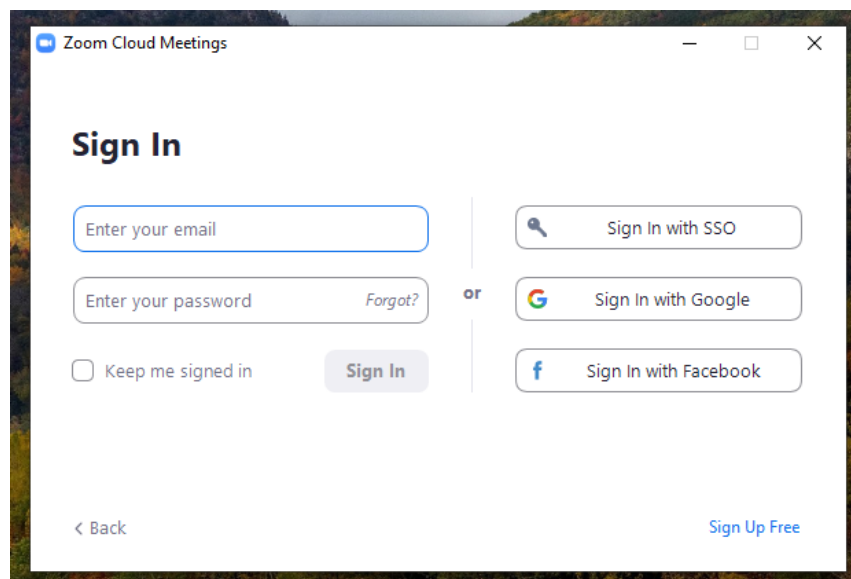 Zoom Cloud Meetings
Sign In
Enter your email
Enter your password Forgot?
Keep me signed in Sign In
or
Sign In with SSO
Sign In with Google
Sign In with Facebook
< Back
Sign Up Free